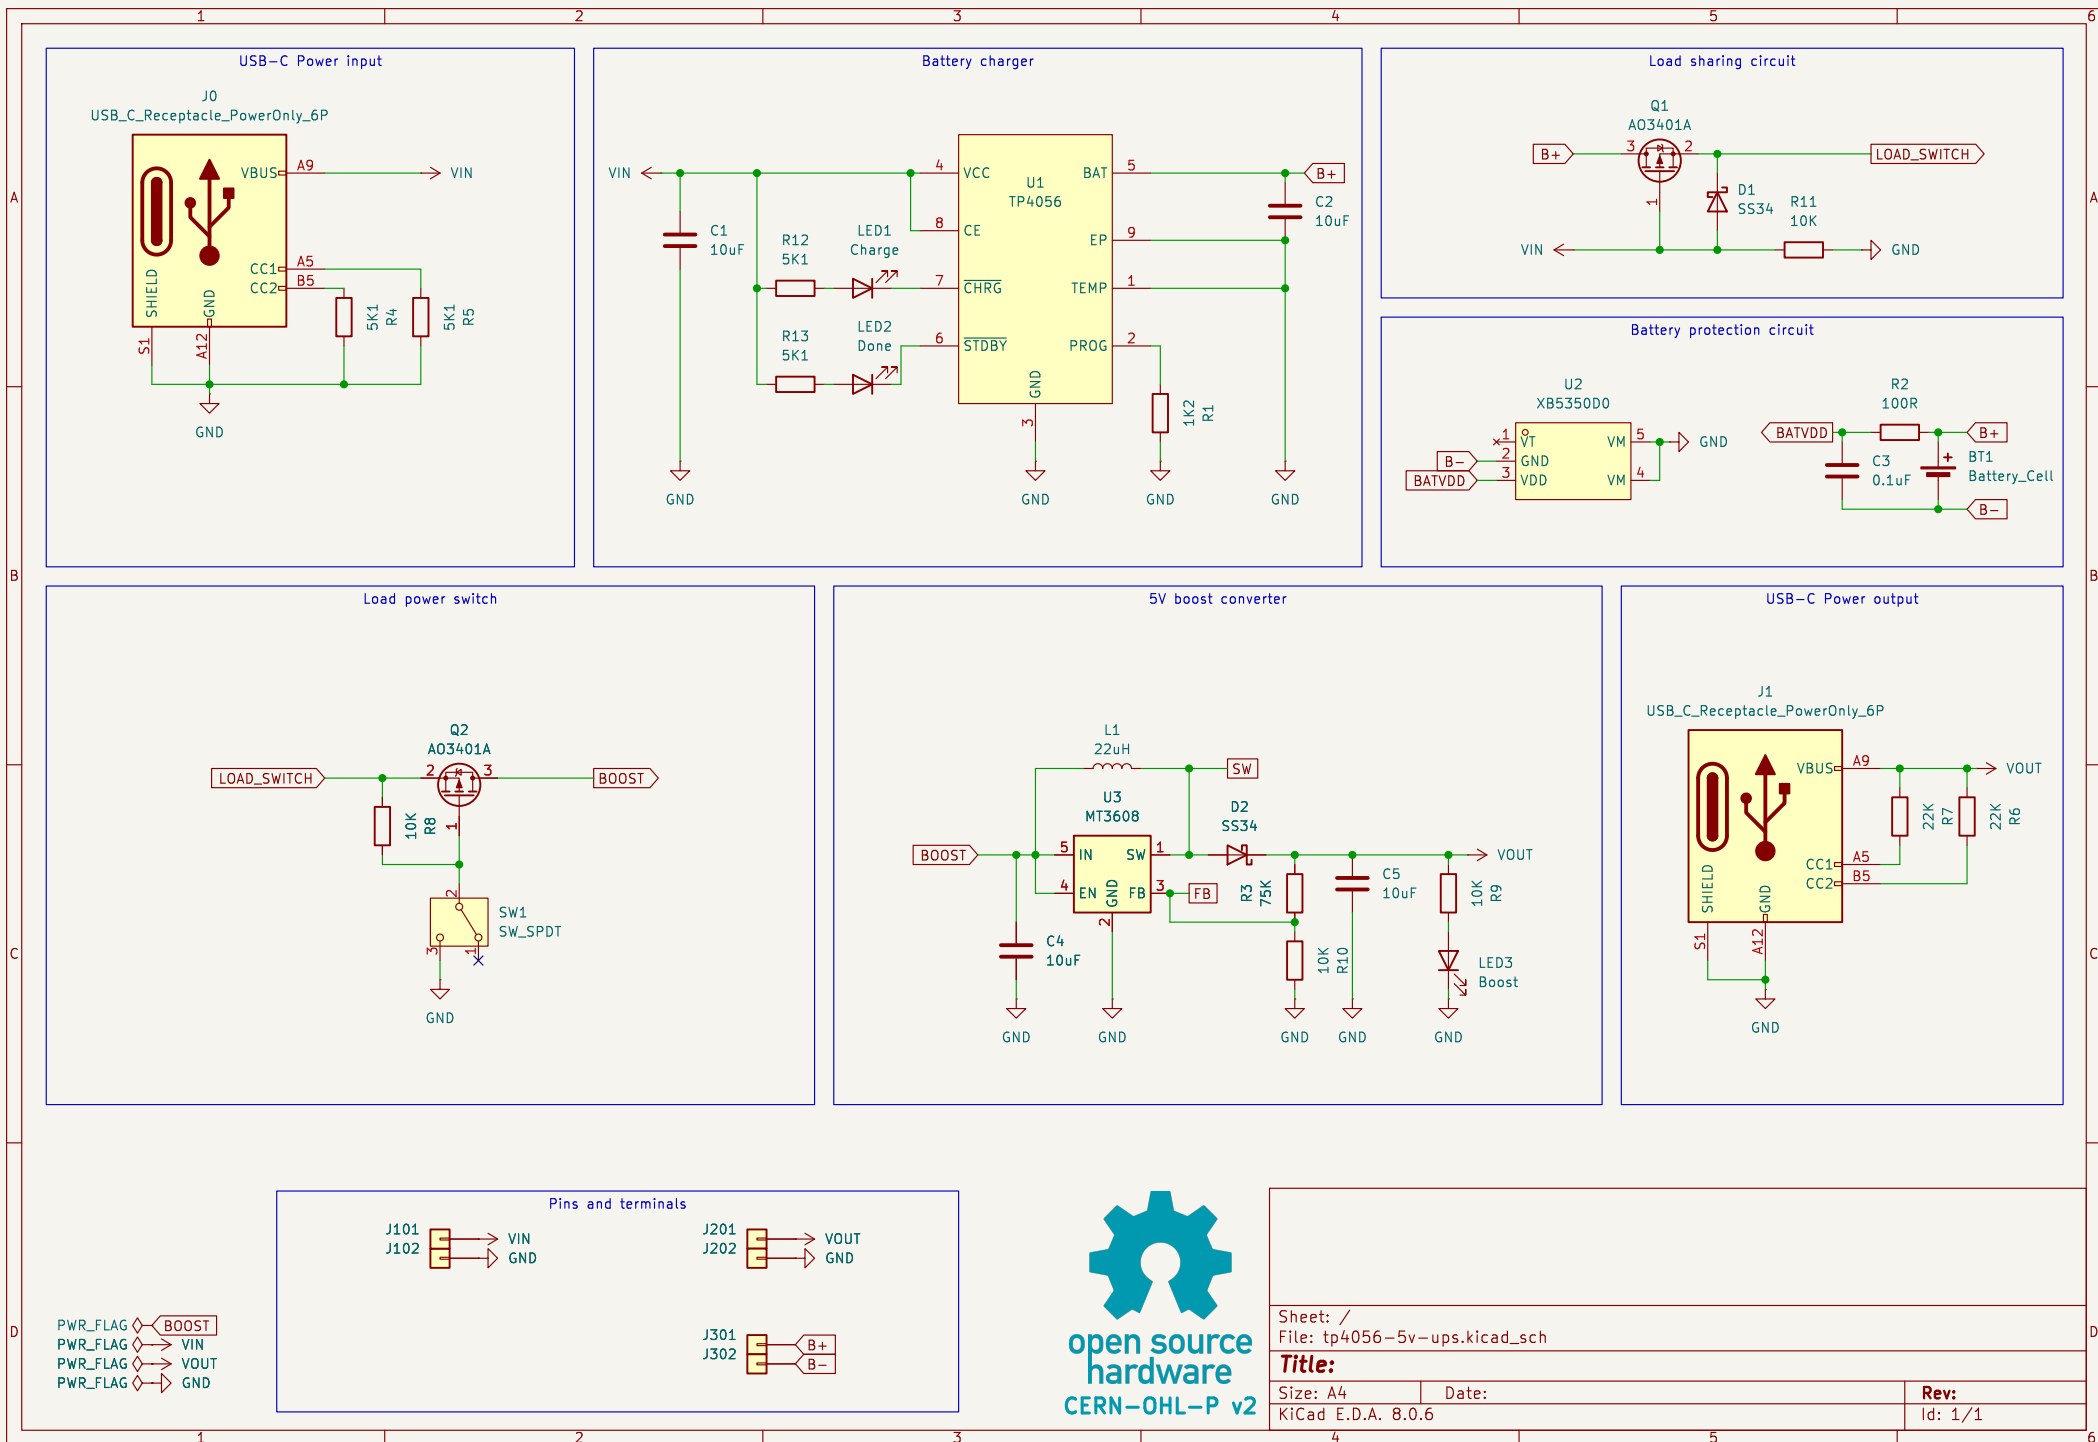 1 2 3 4 5 6
A
B
C
D
USB-C Power input
J0
USB_C_Receptacle_PowerOnly_6P
VBUS A9 VIN
CC1 A5
CC2 B5
SHIELD GND
S1 A12
5K1 R4
5K1 R5
GND
Battery charger
VIN
C1
10uF
GND
R12
5K1
LED1
Charge
R13
5K1
LED2
Done
U1
TP4056
4 VCC
8 CE
7 CHRG
6 STDBY
BAT 5
EP 9
TEMP 1
PROG 2
GND
3
GND
1K2 R1
GND
B+
C2
10uF
GND
Load sharing circuit
Q1
AO3401A
B+ 3 2 LOAD_SWITCH
1
D1
SS34
R11
10K
VIN GND
Battery protection circuit
U2
XB5350D0
1 VT VM 5 GND
B- 2 GND
BATVDD 3 VDD VM 4
R2
100R
BATVDD B+
C3
0.1uF
BT1
Battery_Cell
+
B-
Load power switch
Q2
AO3401A
LOAD_SWITCH 2 3 BOOST
1
10K R8
2
SW1
SW_SPDT
3 1
GND
5V boost converter
L1
22uH
SW
U3
MT3608
BOOST 5 IN SW 1
4 EN GND FB 3 FB
2
D2
SS34
VOUT
R3 75K
C5
10uF
10K R9
C4
10uF
10K R10
LED3
Boost
GND GND GND GND GND
USB-C Power output
J1
USB_C_Receptacle_PowerOnly_6P
VBUS A9 VOUT
22K R7
22K R6
CC1 A5
CC2 B5
SHIELD GND
S1 A12
GND
Pins and terminals
J101 VIN
J102 GND
J201 VOUT
J202 GND
J301 B+
J302 B-
PWR_FLAG BOOST
PWR_FLAG VIN
PWR_FLAG VOUT
PWR_FLAG GND
open source
hardware
CERN-OHL-P v2
Sheet: /
File: tp4056-5v-ups.kicad_sch
Title:
Size: A4 Date: Rev:
KiCad E.D.A. 8.0.6 Id: 1/1
A
B
C
D
1 2 3 4 5 6